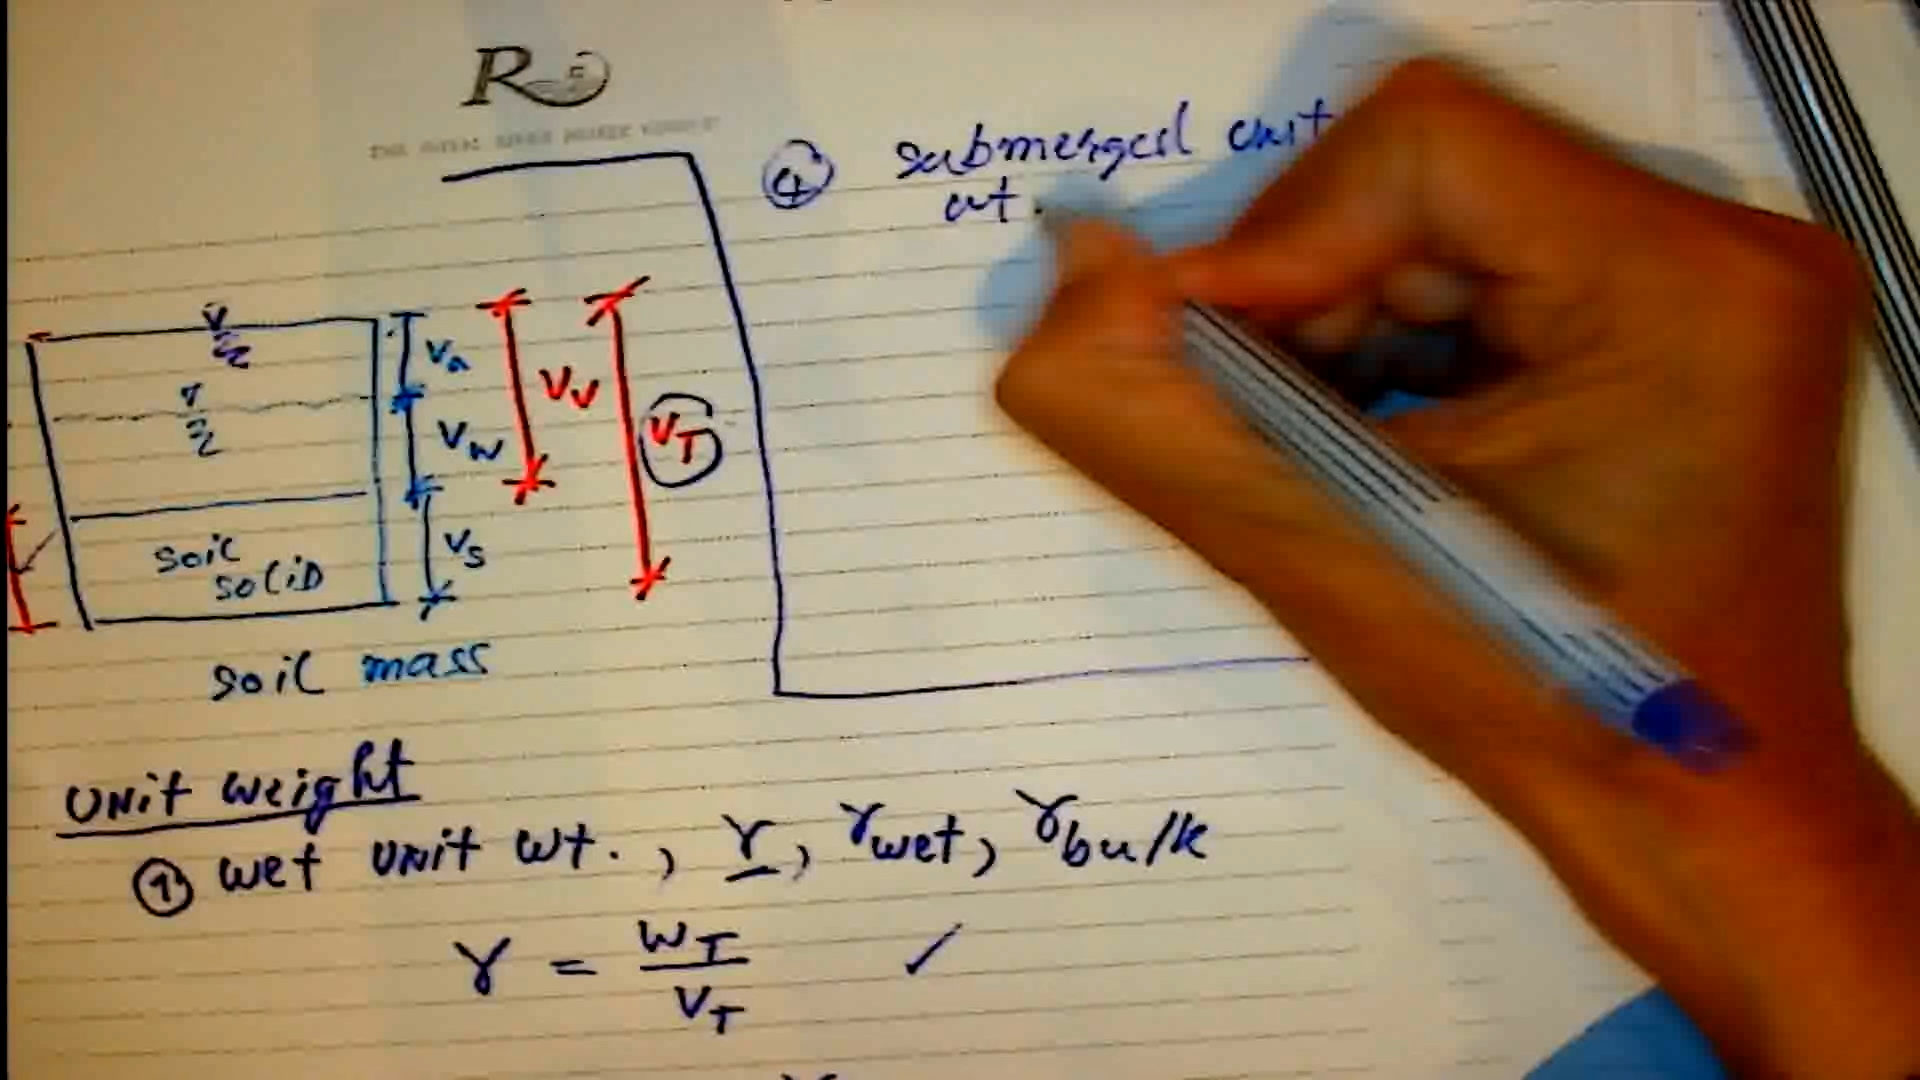 R
④ submerged unit
wt.
Va
Vw
Vv
VT
Vs
soil
solid
soil mass
Unit weight
① wet unit wt. , γ, γwet, γbulk
γ = WT / VT ✓